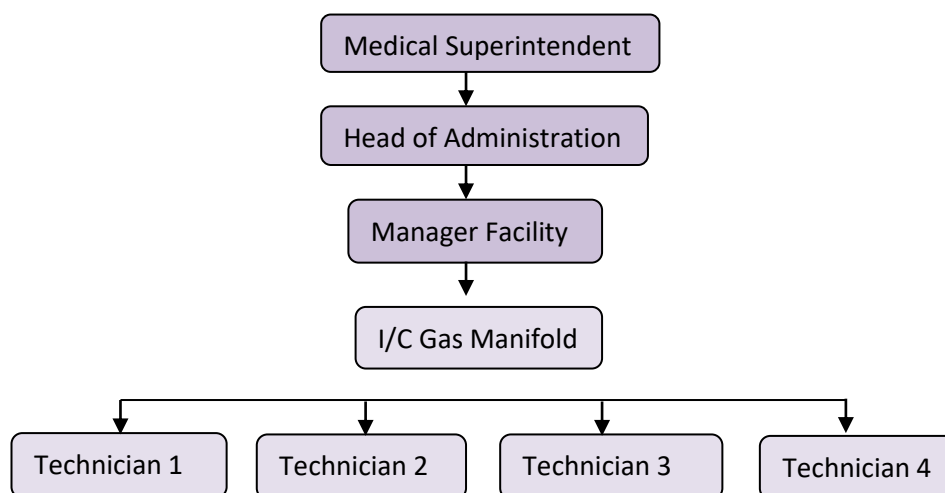 Medical Superintendent
Head of Administration
Manager Facility
I/C Gas Manifold
Technician 1
Technician 2
Technician 3
Technician 4